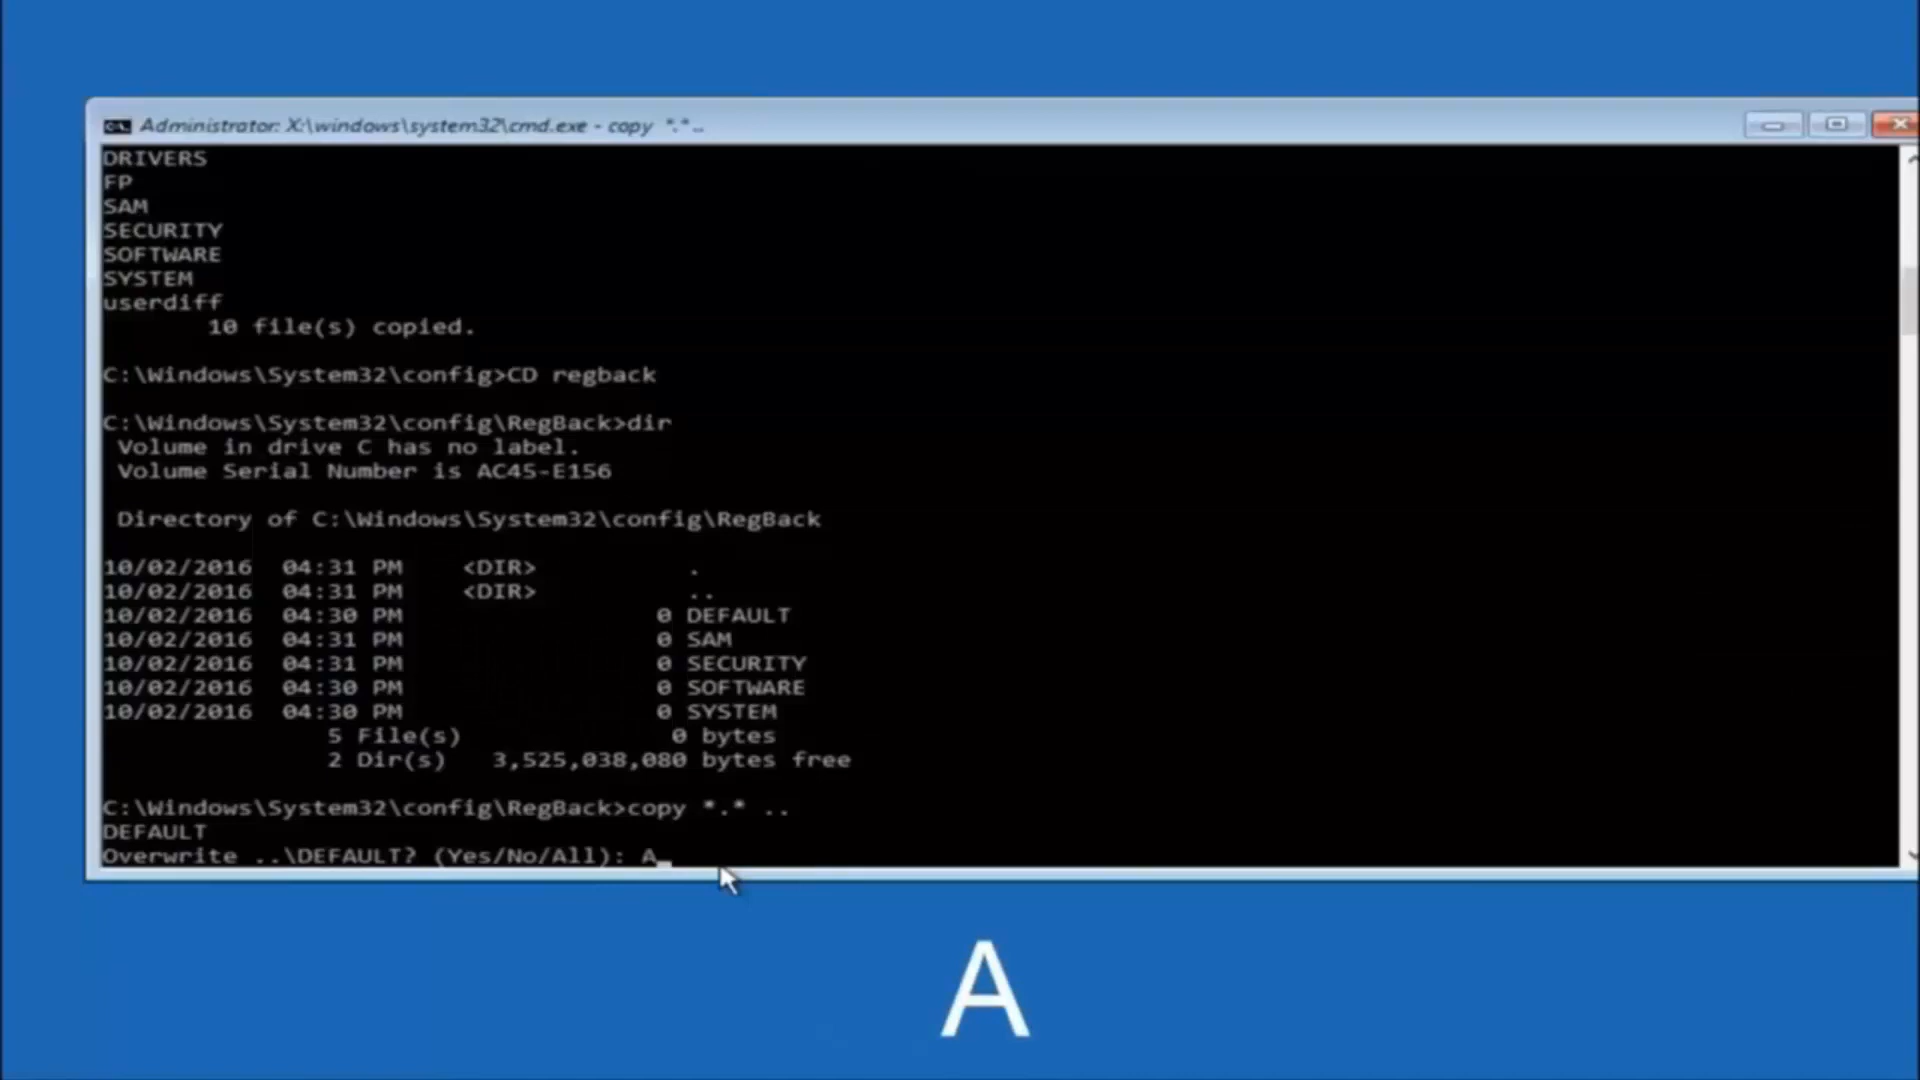 Administrator: X:\windows\system32\cmd.exe - copy *.* ..
DRIVERS
FP
SAM
SECURITY
SOFTWARE
SYSTEM
userdiff
10 file(s) copied.
C:\Windows\System32\config>CD regback
C:\Windows\System32\config\RegBack>dir
Volume in drive C has no label.
Volume Serial Number is AC45-E156
Directory of C:\Windows\System32\config\RegBack
10/02/2016 04:31 PM <DIR> .
10/02/2016 04:31 PM <DIR> ..
10/02/2016 04:30 PM 0 DEFAULT
10/02/2016 04:31 PM 0 SAM
10/02/2016 04:31 PM 0 SECURITY
10/02/2016 04:30 PM 0 SOFTWARE
10/02/2016 04:30 PM 0 SYSTEM
5 File(s) 0 bytes
2 Dir(s) 3,525,038,080 bytes free
C:\Windows\System32\config\RegBack>copy *.* ..
DEFAULT
Overwrite ..\DEFAULT? (Yes/No/All): A_
A